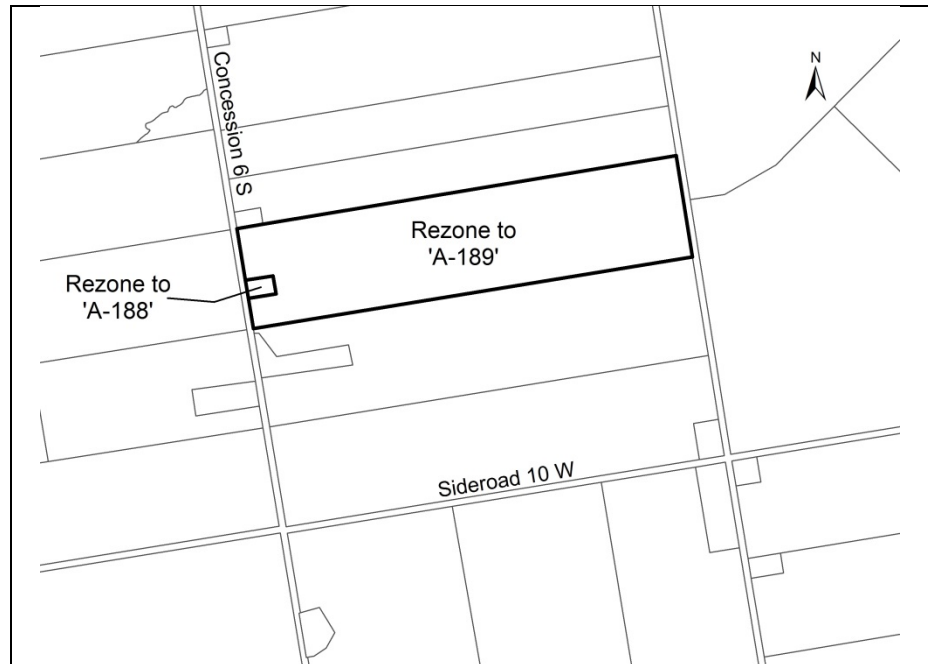 Concession 6 S
N
Rezone to
'A-189'
Rezone to
'A-188'
Sideroad 10 W